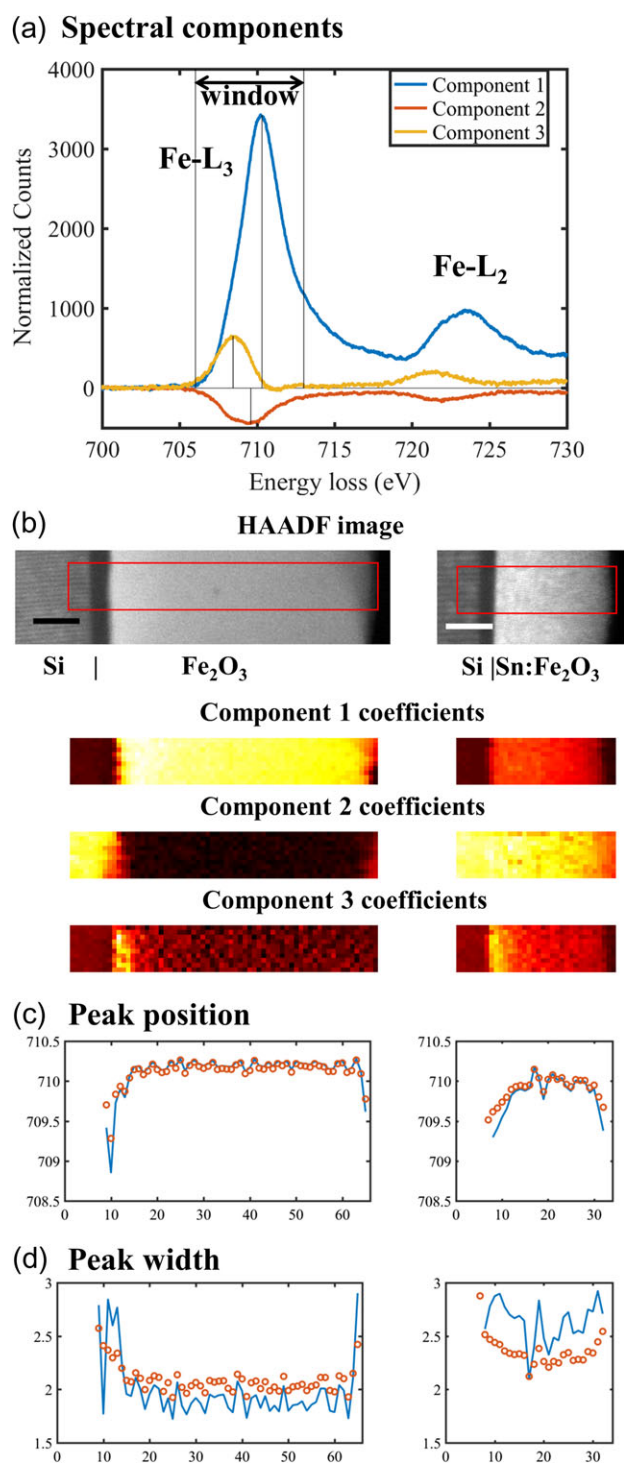 (a) Spectral components
4000
window
Component 1
Component 2
Component 3
3000
Fe-L₃
Normalized Counts
2000
Fe-L₂
1000
0
700 705 710 715 720 725 730
Energy loss (eV)
(b)
HAADF image
Si | Fe₂O₃
Si |Sn:Fe₂O₃
Component 1 coefficients
Component 2 coefficients
Component 3 coefficients
(c) Peak position
710.5
710
709.5
709
708.5
0 10 20 30 40 50 60
710.5
710
709.5
709
708.5
0 10 20 30
(d) Peak width
3
2.5
2
1.5
0 10 20 30 40 50 60
3
2.5
2
1.5
0 10 20 30